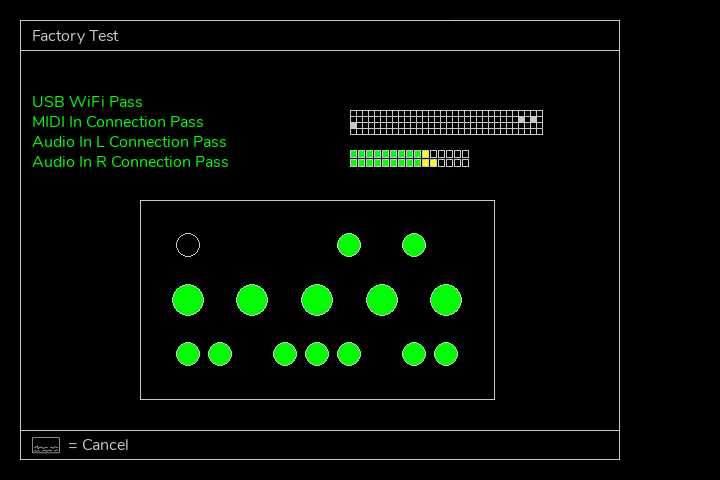 Factory Test
USB WiFi Pass
MIDI In Connection Pass
Audio In L Connection Pass
Audio In R Connection Pass
= Cancel